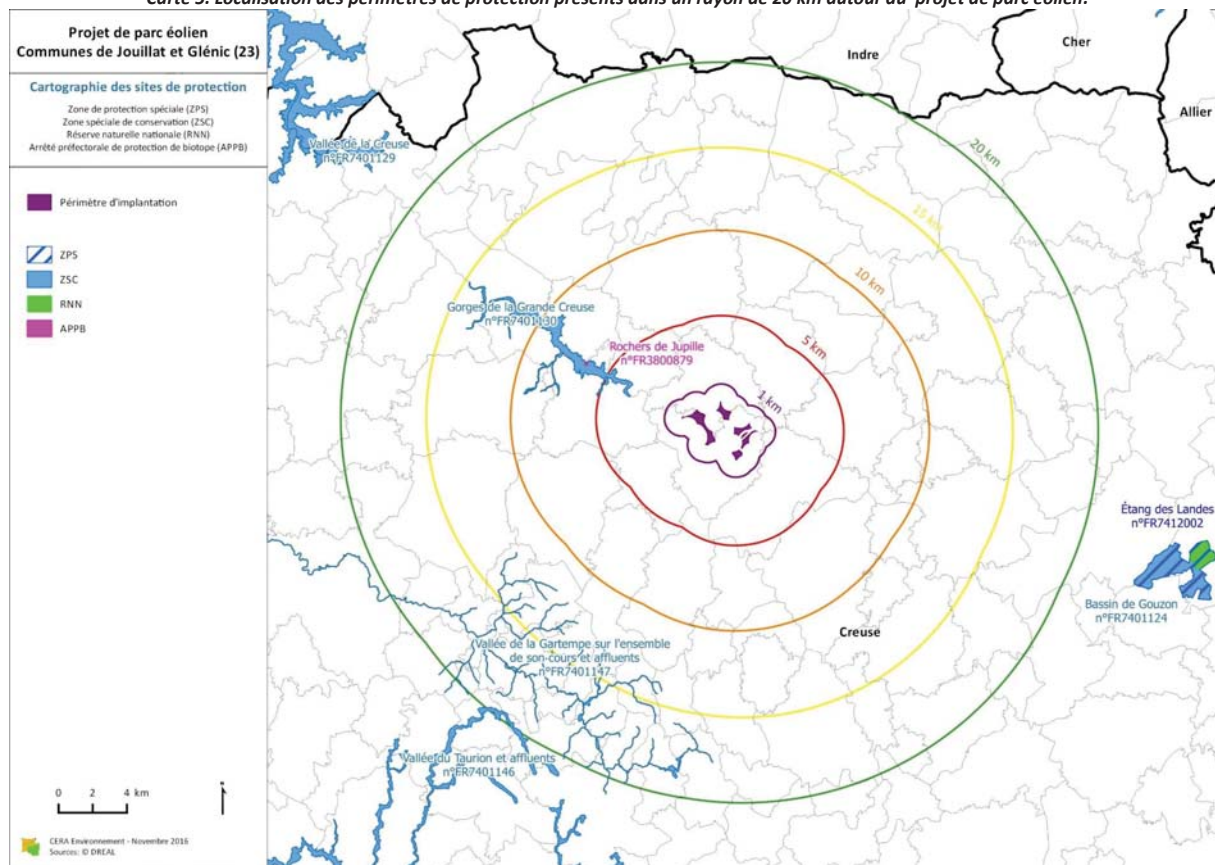 Carte 3. Localisation des périmètres de protection présents dans un rayon de 20 km autour du projet de parc éolien.
Projet de parc éolien
Communes de Jouillat et Glénic (23)
Cartographie des sites de protection
Zone de protection spéciale (ZPS)
Zone spéciale de conservation (ZSC)
Réserve naturelle nationale (RNN)
Arrêté préfectorale de protection de biotope (APPB)
Périmètre d'implantation
ZPS
ZSC
RNN
APPB
0 2 4 km
CERA Environnement - Novembre 2016
Sources: © DREAL
Indre
Cher
Allier
Vallée de la Creuse
n°FR7401129
20 km
15 km
10 km
5 km
1 km
Gorges de la Grande Creuse
n°FR7401130
Rochers de Jupille
n°FR3800879
Étang des Landes
n°FR7412002
Bassin de Gouzon
n°FR7401124
Creuse
Vallée de la Gartempe sur l'ensemble
de son cours et affluents
n°FR7401147
Vallée du Taurion et affluents
n°FR7401146